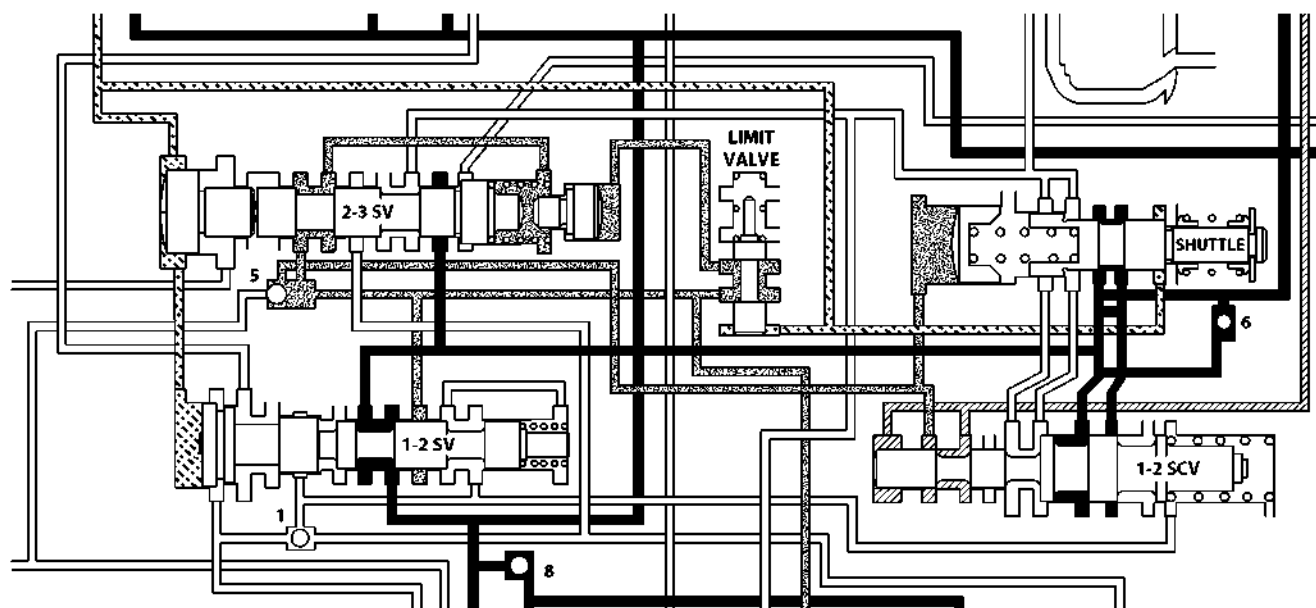 LIMIT
VALVE
2-3 SV
SHUTTLE
5
6
1-2 SV
1-2 SCV
1
8